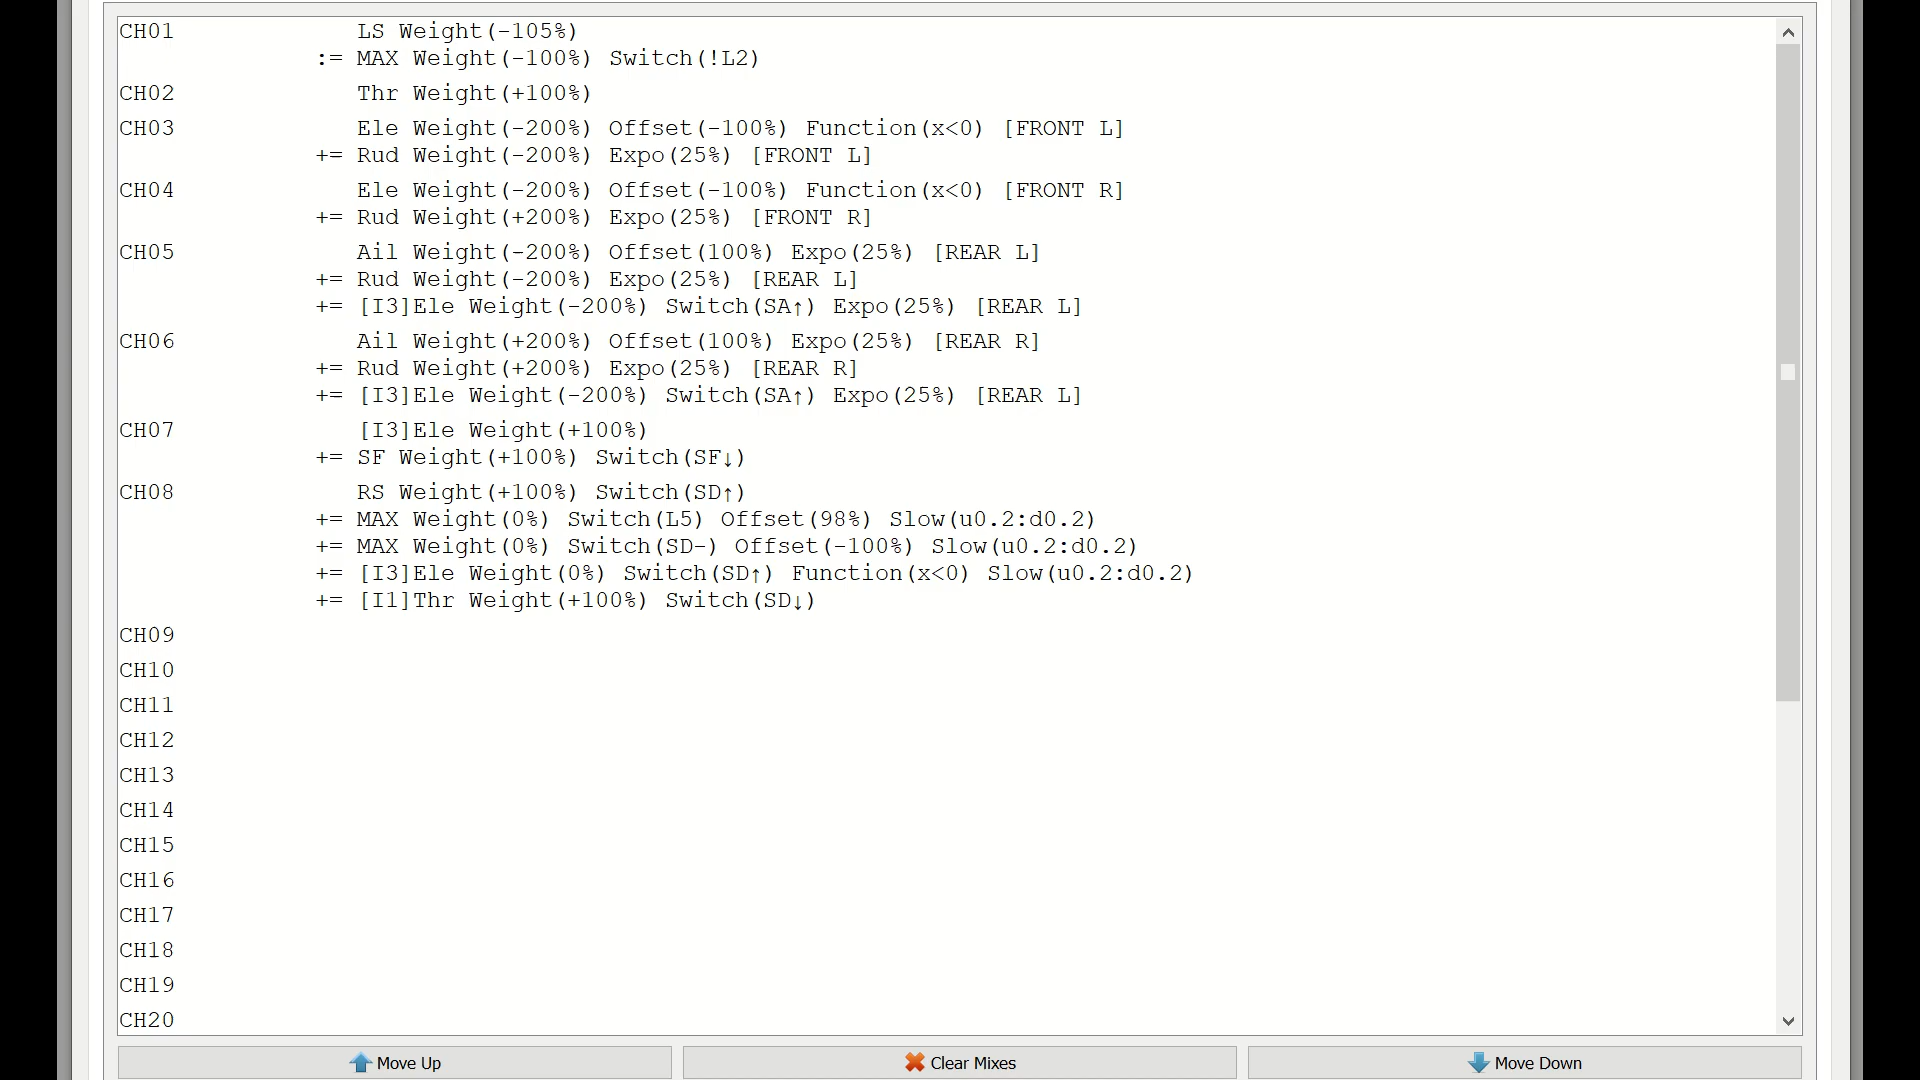 CH01 LS Weight(-105%)
:= MAX Weight(-100%) Switch(!L2)
CH02 Thr Weight(+100%)
CH03 Ele Weight(-200%) Offset(-100%) Function(x<0) [FRONT L]
+= Rud Weight(-200%) Expo(25%) [FRONT L]
CH04 Ele Weight(-200%) Offset(-100%) Function(x<0) [FRONT R]
+= Rud Weight(+200%) Expo(25%) [FRONT R]
CH05 Ail Weight(-200%) Offset(100%) Expo(25%) [REAR L]
+= Rud Weight(-200%) Expo(25%) [REAR L]
+= [I3]Ele Weight(-200%) Switch(SA↑) Expo(25%) [REAR L]
CH06 Ail Weight(+200%) Offset(100%) Expo(25%) [REAR R]
+= Rud Weight(+200%) Expo(25%) [REAR R]
+= [I3]Ele Weight(-200%) Switch(SA↑) Expo(25%) [REAR L]
CH07 [I3]Ele Weight(+100%)
+= SF Weight(+100%) Switch(SF↓)
CH08 RS Weight(+100%) Switch(SD↑)
+= MAX Weight(0%) Switch(L5) Offset(98%) Slow(u0.2:d0.2)
+= MAX Weight(0%) Switch(SD-) Offset(-100%) Slow(u0.2:d0.2)
+= [I3]Ele Weight(0%) Switch(SD↑) Function(x<0) Slow(u0.2:d0.2)
+= [I1]Thr Weight(+100%) Switch(SD↓)
CH09
CH10
CH11
CH12
CH13
CH14
CH15
CH16
CH17
CH18
CH19
CH20
Move Up Clear Mixes Move Down